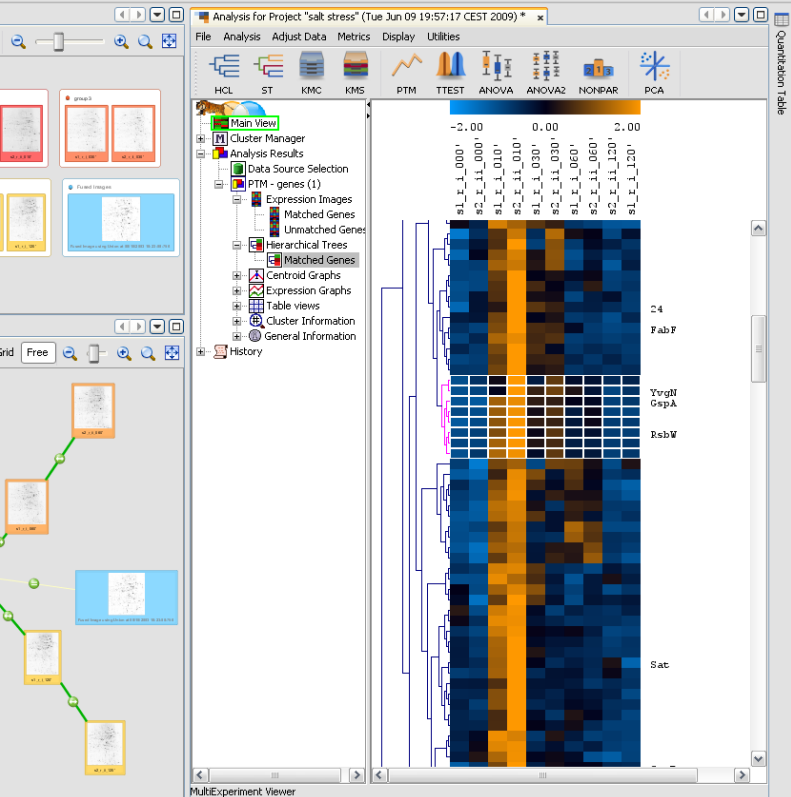 Analysis for Project "salt stress" (Tue Jun 09 19:57:17 CEST 2009) *
File Analysis Adjust Data Metrics Display Utilities
HCL ST KMC KMS PTM TTEST ANOVA ANOVA2 NONPAR PCA
Quantitation Table
group3
Fused Images
Grid Free
Main View
Cluster Manager
Analysis Results
Data Source Selection
PTM - genes (1)
Expression Images
Matched Genes
Unmatched Genes
Hierarchical Trees
Matched Genes
Centroid Graphs
Expression Graphs
Table views
Cluster Information
General Information
History
-2.00 0.00 2.00
s1_r_i_000'
s2_r_ii_000'
s1_r_i_010'
s2_r_ii_010'
s1_r_i_030'
s2_r_ii_030'
s1_r_i_060'
s2_r_ii_060'
s2_r_ii_120'
s1_r_i_120'
24
FabF
YvgN
GspA
RsbW
Sat
MultiExperiment Viewer